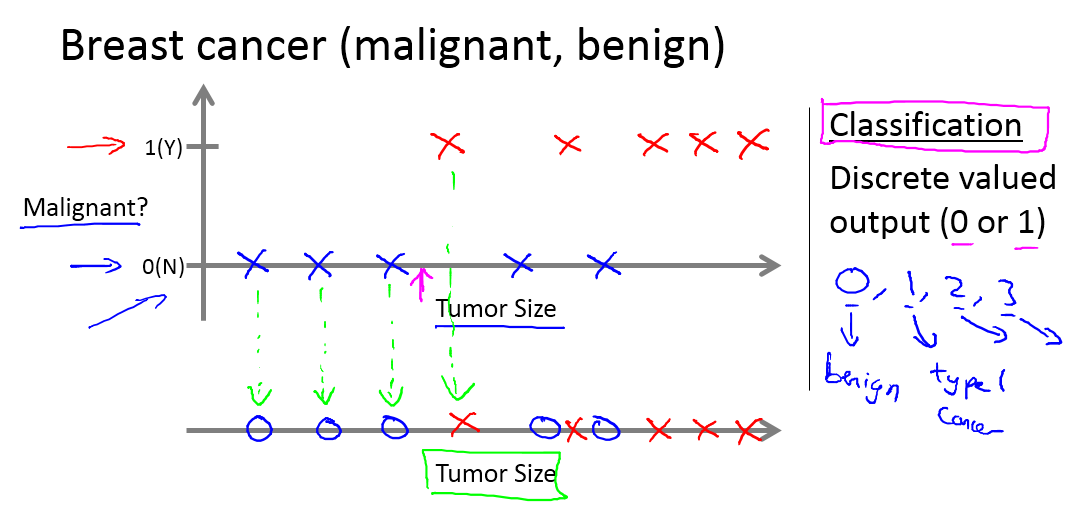 Breast cancer (malignant, benign)
1(Y)
Malignant?
0(N)
Tumor Size
Tumor Size
Classification
Discrete valued
output (0 or 1)
0, 1, 2, 3
benign
type 1
cancer